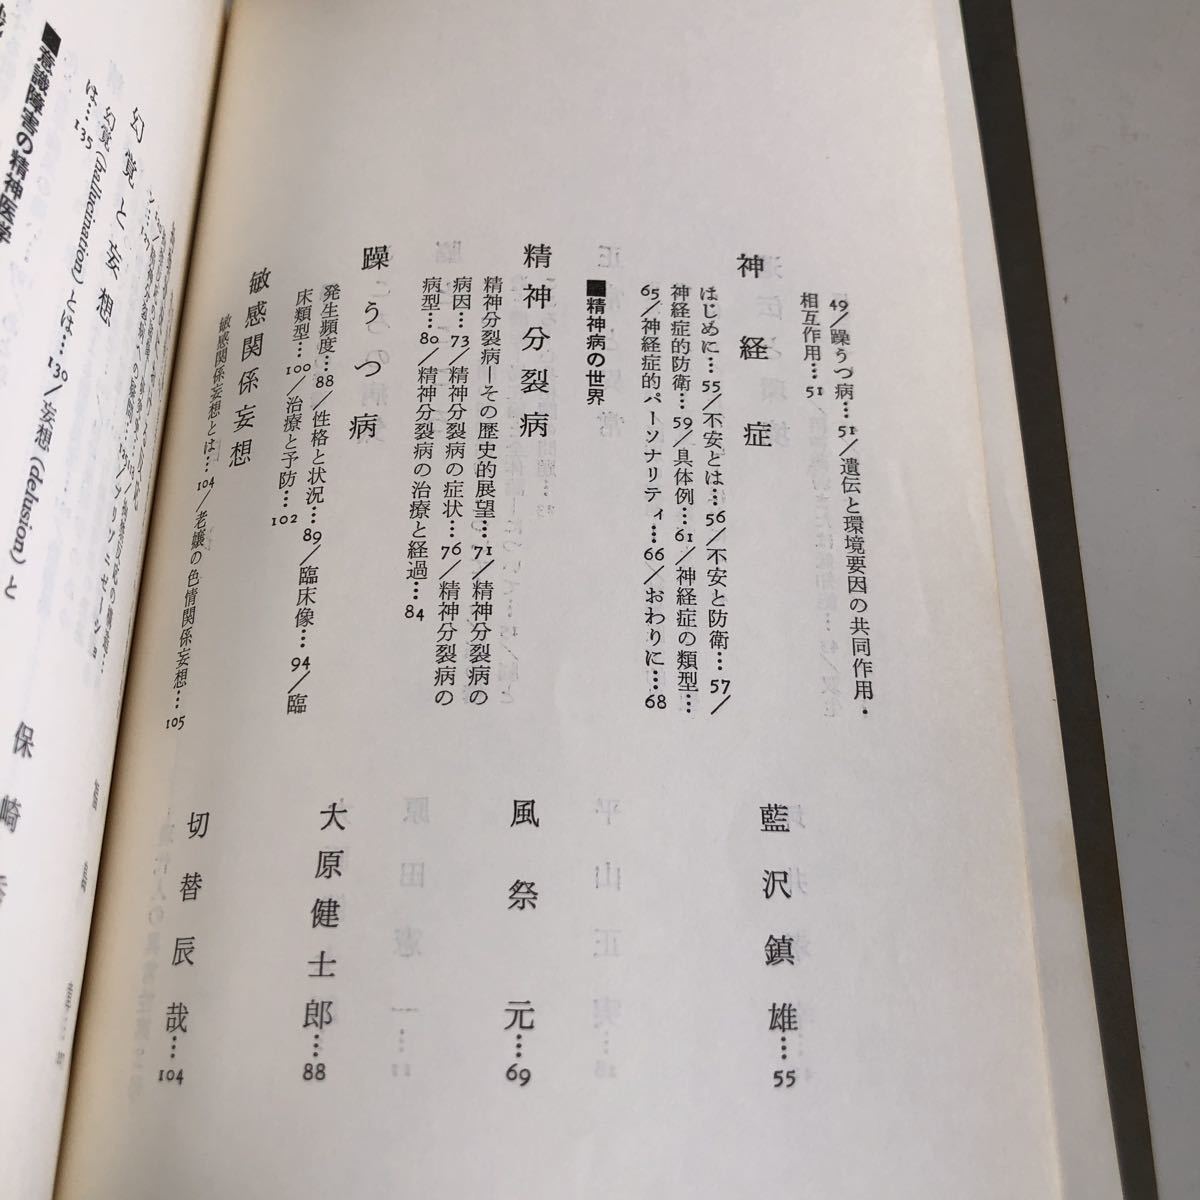 49／躁うつ病…51／遺伝と環境要因の共同作用・
相互作用…51
神経症
藍沢鎮雄…55
はじめに…55／不安とは…56／不安と防衛…57／
神経症的防衛…59／具体例…61／神経症の類型…
65／神経症的パーソナリティ…66／おわりに…68
■精神病の世界
精神分裂病
風祭元…69
精神分裂病―その歴史的展望…71／精神分裂病の
病因…73／精神分裂病の症状…76／精神分裂病の
病型…80／精神分裂病の治療と経過…84
躁うつ病
大原健士郎…88
発生頻度…88／性格と状況…89／臨床像…94／臨
床類型…100／治療と予防…102
敏感関係妄想
切替辰哉…104
敏感関係妄想とは…104／老嬢の色情関係妄想…105
幻覚と妄想
幻覚(hallucination)とは…130／妄想(delusion)と
は…135
■意識障害の精神医学
保崎